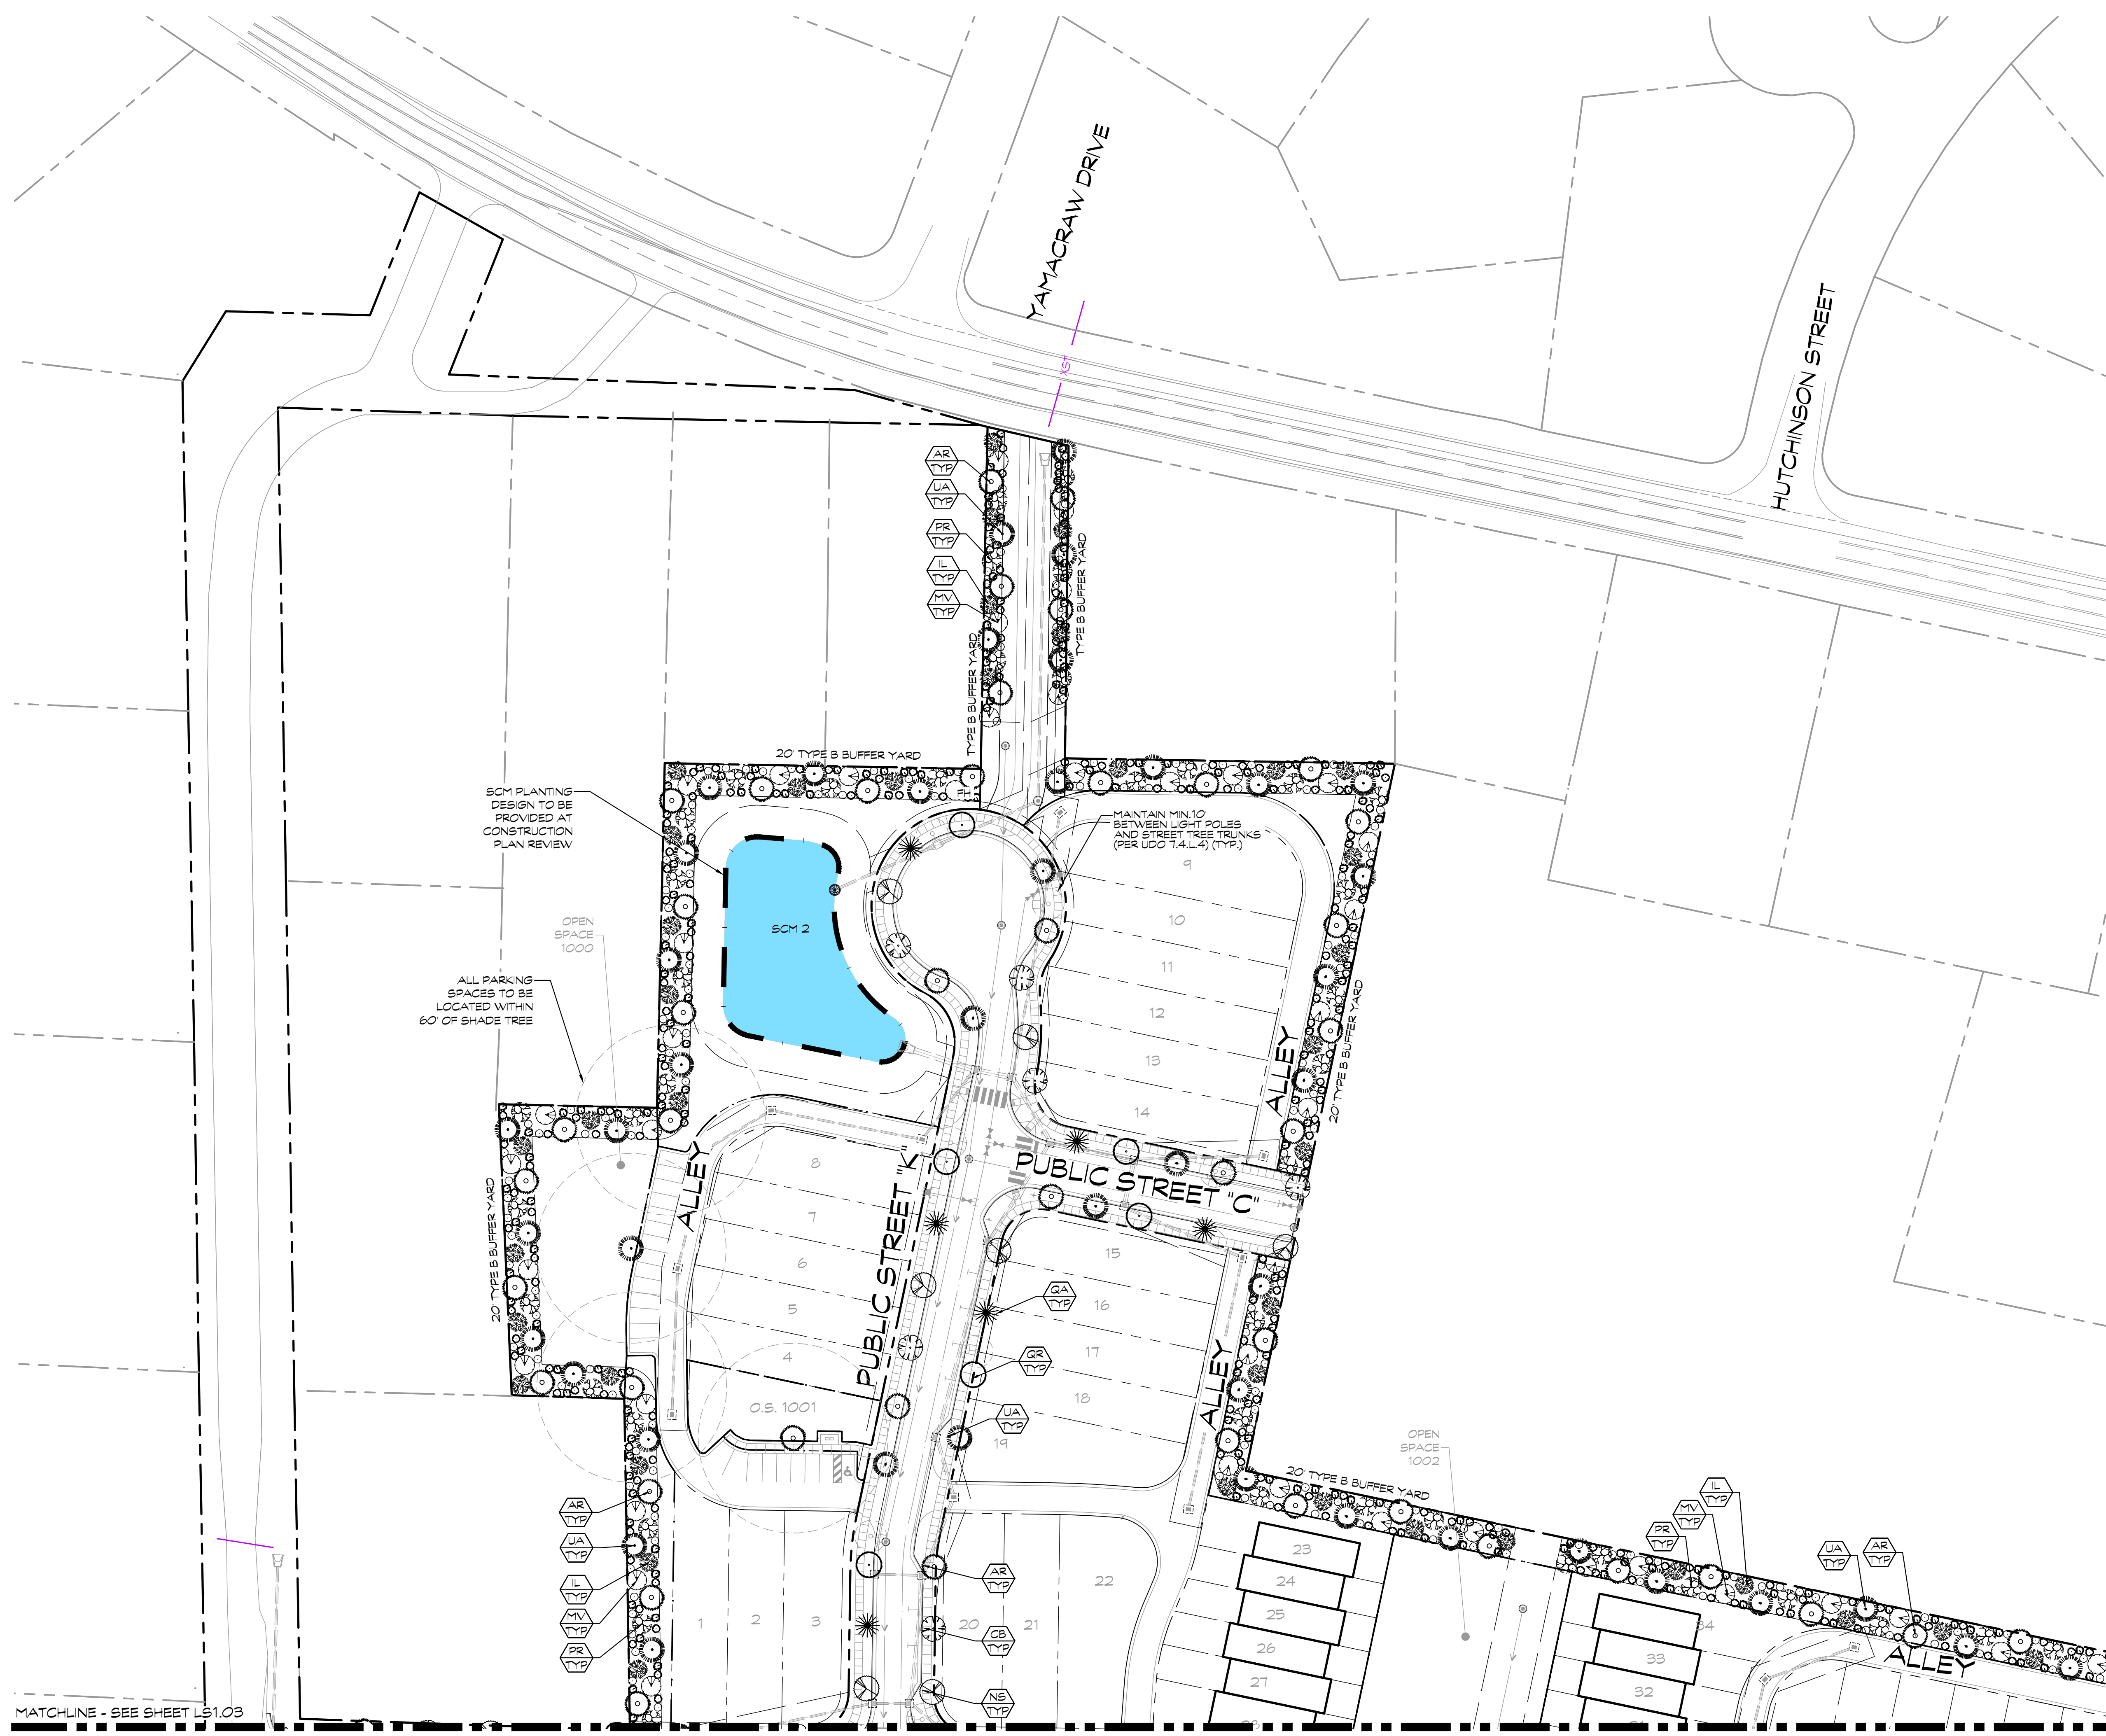 YAMACRAW DRIVE
HUTCHINSON STREET
XS
AR
TYP
UA
TYP
PR
TYP
IL
TYP
MV
TYP
TYPE B BUFFER YARD
TYPE B BUFFER YARD
20' TYPE B BUFFER YARD
FH
SCM PLANTING
DESIGN TO BE
PROVIDED AT
CONSTRUCTION
PLAN REVIEW
MAINTAIN MIN.10'
BETWEEN LIGHT POLES
AND STREET TREE TRUNKS
(PER UDO 7.4.L.4) (TYP.)
SCM 2
OPEN
SPACE
1000
ALL PARKING
SPACES TO BE
LOCATED WITHIN
60' OF SHADE TREE
9
10
11
12
13
14
ALLEY
20' TYPE B BUFFER YARD
PUBLIC STREET "C"
ALLEY
8
7
6
5
4
O.S. 1001
PUBLIC STREET "K"
20' TYPE B BUFFER YARD
15
16
17
18
19
QA
TYP
QR
TYP
UA
TYP
ALLEY
OPEN
SPACE
1002
20' TYPE B BUFFER YARD
AR
TYP
UA
TYP
IL
TYP
MV
TYP
PR
TYP
1
2
3
AR
TYP
CB
TYP
NS
TYP
20
21
22
23
24
25
26
27
28
IL
TYP
MV
TYP
PR
TYP
UA
TYP
AR
TYP
34
33
32
ALLEY
MATCHLINE - SEE SHEET LS1.03